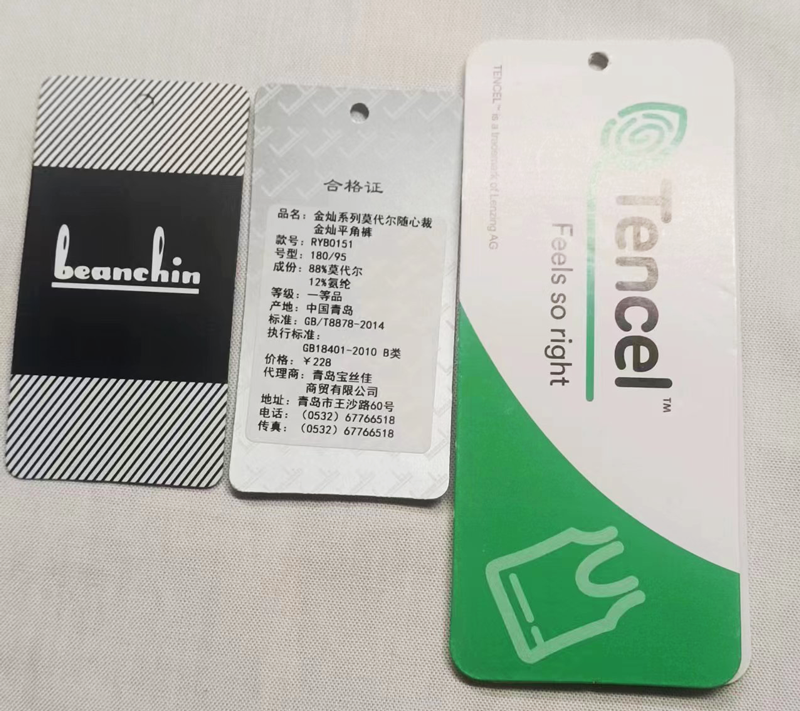 beanchin
合格证
品名：金灿系列莫代尔随心裁
金灿平角裤
款号：RYB0151
号型：180/95
成份：88%莫代尔
12%氨纶
等级：一等品
产地：中国青岛
标准：GB/T8878-2014
执行标准：
GB18401-2010 B类
价格：￥228
代理商：青岛宝丝佳
商贸有限公司
地址：青岛市王沙路60号
电话：（0532）67766518
传真：（0532）67766518
Tencel™
Feels so right
TENCEL™ is a trademark of Lenzing AG